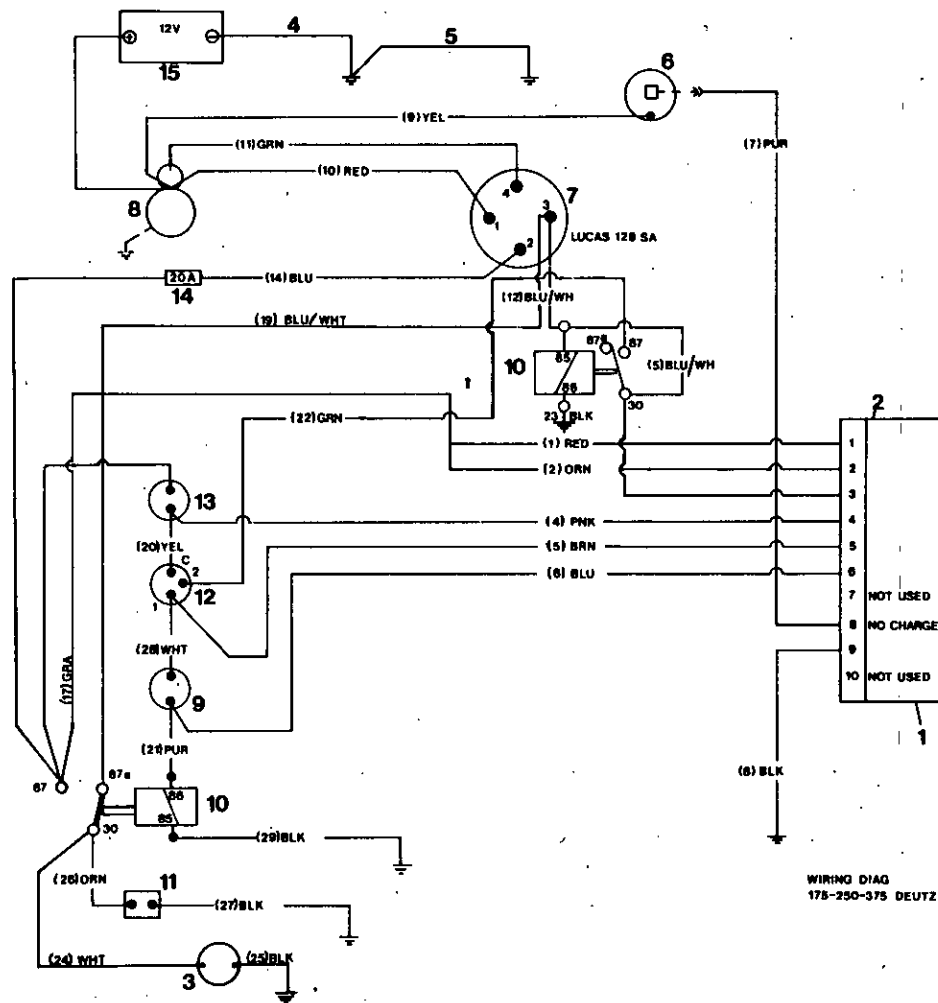 12V
15
4
5
6
(9) YEL
(7) PUR
(11) GRN
(10) RED
8
4
1
3
2
7
LUCAS 128 SA
20A
14
(14) BLU
(12) BLU/WH
(19) BLU/WHT
10
85
86
87a
87
30
(5) BLU/WH
23 BLK
(22) GRN
2
(1) RED
(2) ORN
13
(4) PNK
(20) YEL
C
2
1
12
(5) BRN
(6) BLU
1
2
3
4
5
6
7 NOT USED
8 NO CHARGE
9
10 NOT USED
1
(17) GRA
(28) WHT
9
(21) PUR
67
67a
30
86
85
10
(29) BLK
(8) BLK
(26) ORN
11
(27) BLK
(24) WHT
3
(25) BLK
WIRING DIAG
175-250-375 DEUTZ